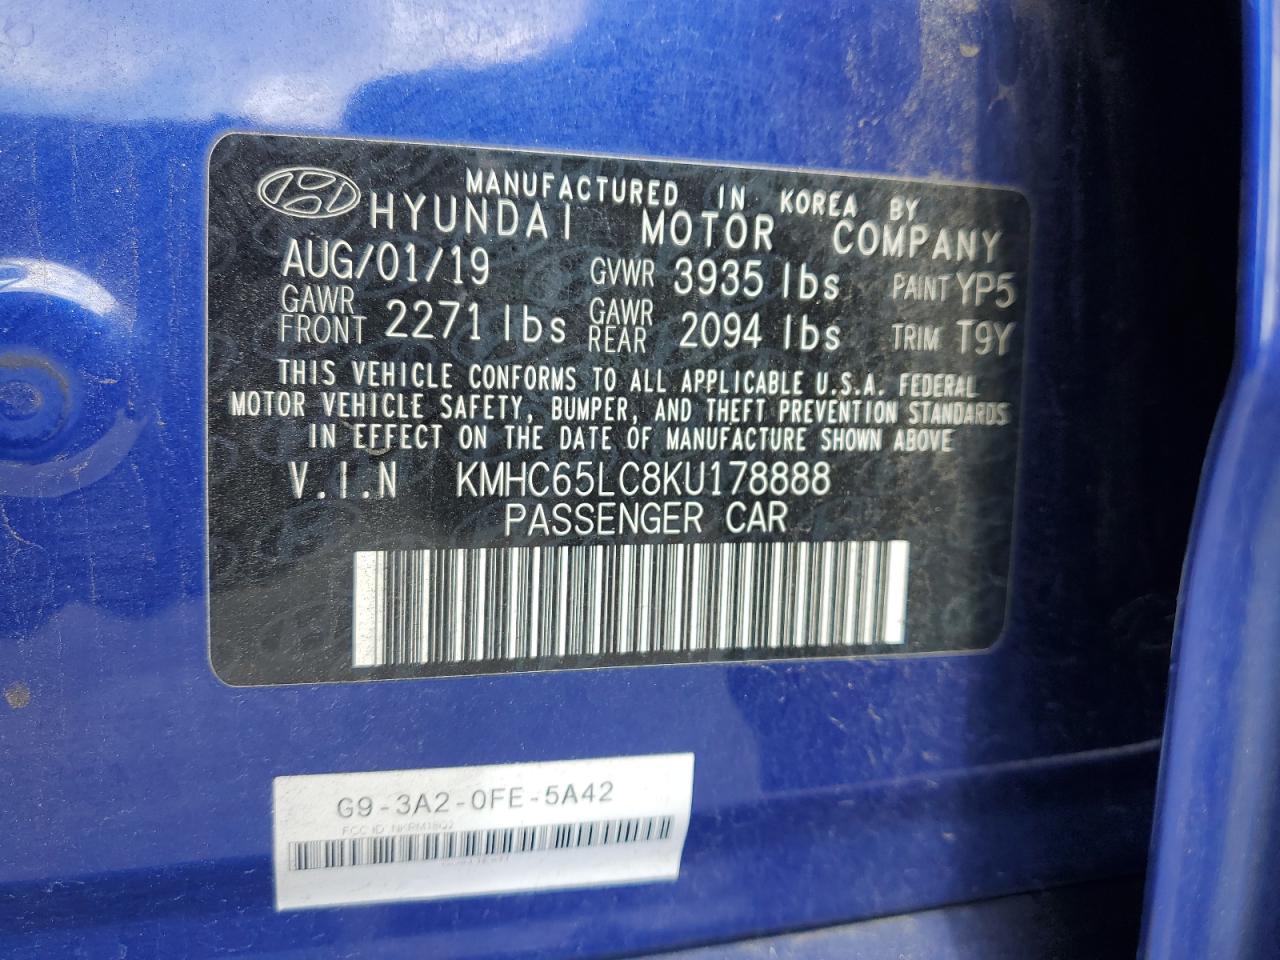 MANUFACTURED IN KOREA BY
HYUNDAI MOTOR COMPANY
AUG/01/19 GVWR 3935 lbs PAINT YP5
GAWR FRONT 2271 lbs GAWR REAR 2094 lbs TRIM T9Y
THIS VEHICLE CONFORMS TO ALL APPLICABLE U.S.A. FEDERAL
MOTOR VEHICLE SAFETY, BUMPER, AND THEFT PREVENTION STANDARDS
IN EFFECT ON THE DATE OF MANUFACTURE SHOWN ABOVE
V.I.N KMHC65LC8KU178888
PASSENGER CAR
G9-3A2-0FE-5A42
FCC ID: